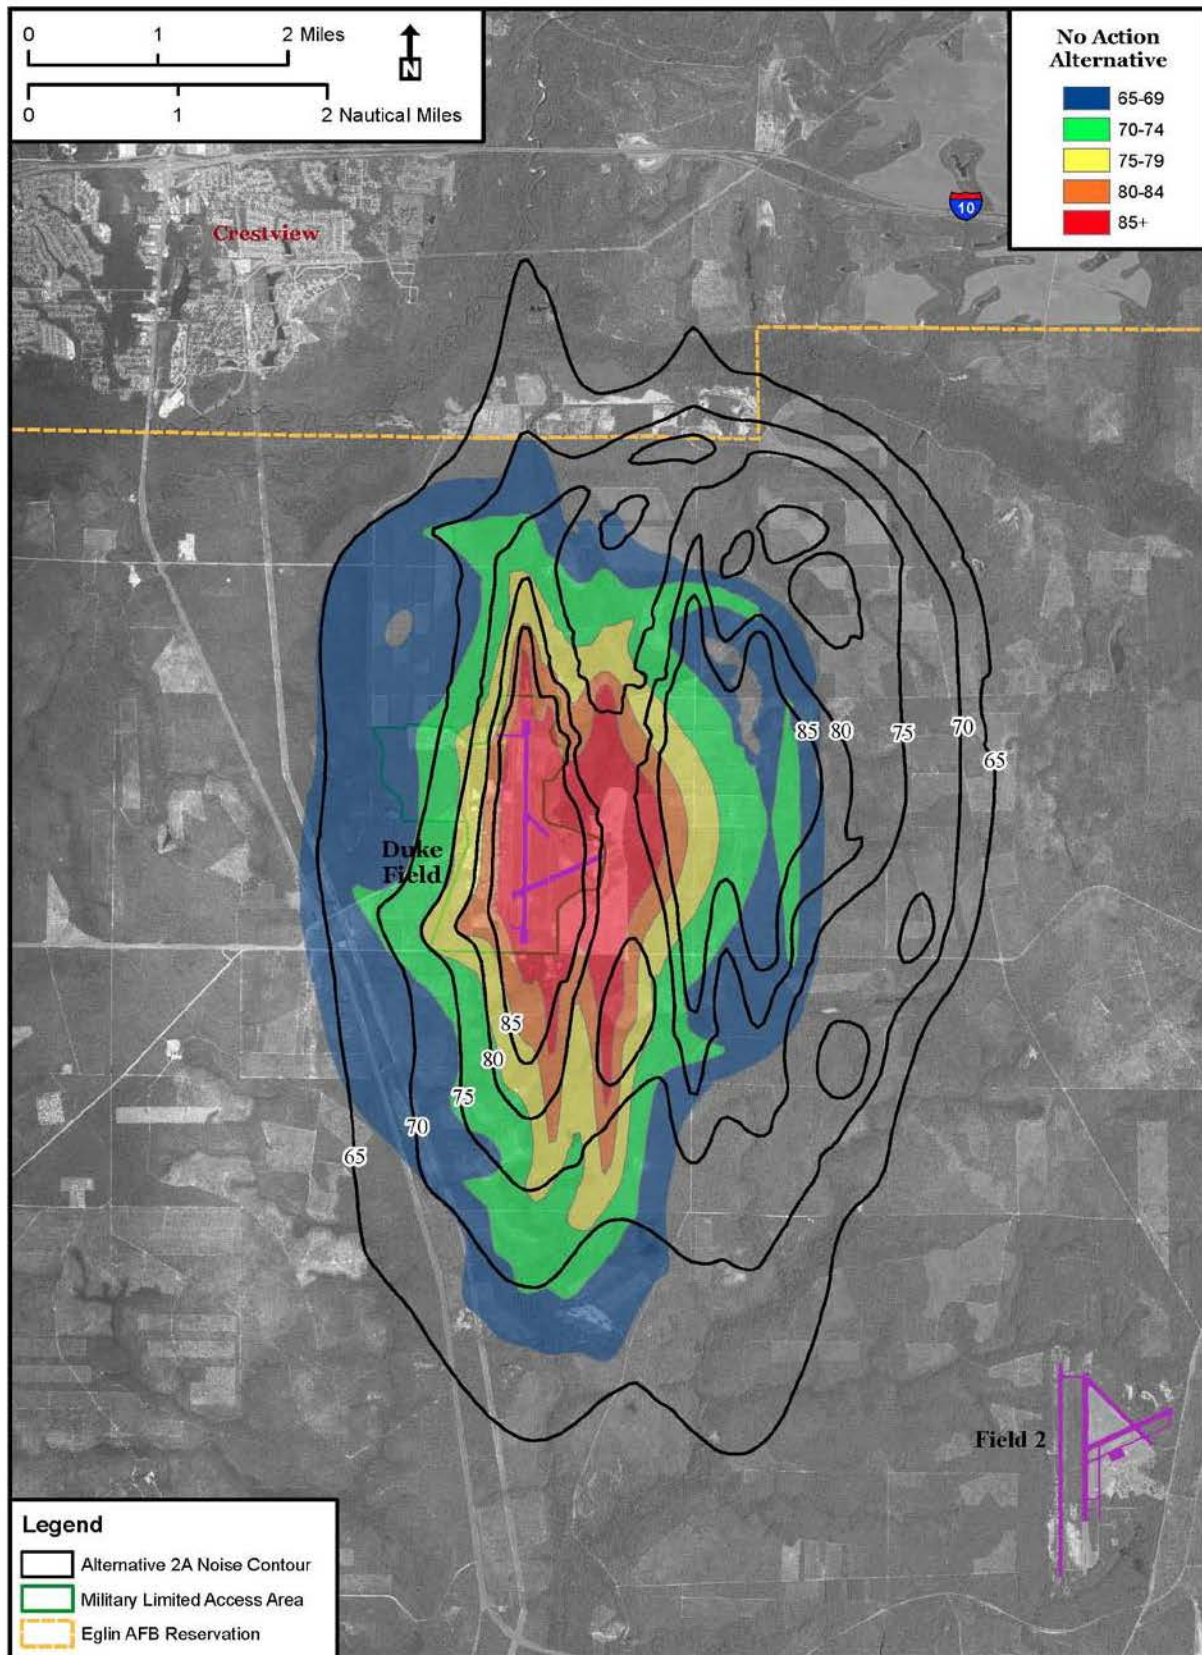 0 1 2 Miles
N
0 1 2 Nautical Miles
No Action
Alternative
65-69
70-74
75-79
80-84
85+
10
Crestview
85 80 75 70 65
Duke
Field
85
80
75
70
65
Field 2
Legend
Alternative 2A Noise Contour
Military Limited Access Area
Eglin AFB Reservation